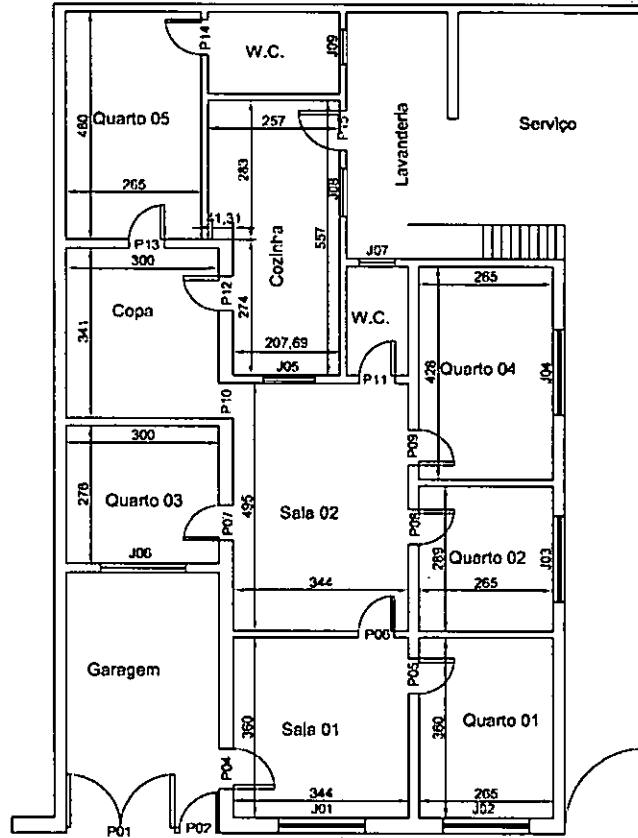 P14
W.C.
J09
Quarto 05
480
265
257
P15
Lavanderia
Serviço
283
J08
41,31
557
Cozinha
P13
300
Copa
341
P12
274
207,69
J05
J07
W.C.
P11
265
Quarto 04
428
J04
P10
P09
300
Quarto 03
276
P07
J06
495
Sala 02
344
P06
P08
Quarto 02
289
265
J03
Garagem
P04
P01
P02
Sala 01
360
344
J01
P05
Quarto 01
360
265
J02